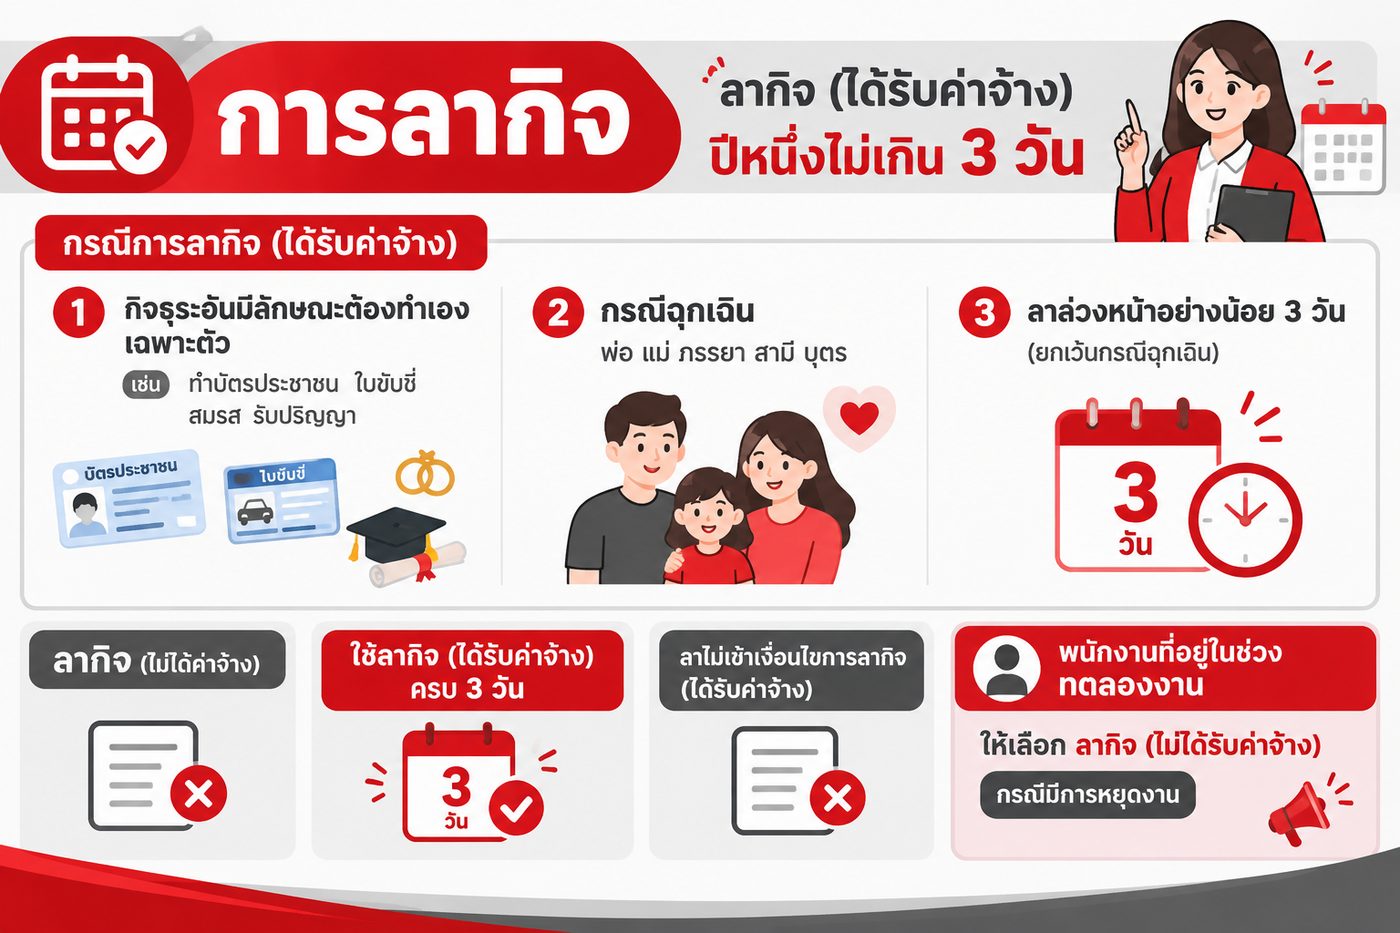 การลากิจ
ลากิจ (ได้รับค่าจ้าง)
ปีหนึ่งไม่เกิน 3 วัน
กรณีการลากิจ (ได้รับค่าจ้าง)
1 กิจธุระอันมีลักษณะต้องทำเอง
เฉพาะตัว
เช่น ทำบัตรประชาชน ใบขับขี่
สมรส รับปริญญา
บัตรประชาชน
ใบขับขี่
2 กรณีฉุกเฉิน
พ่อ แม่ ภรรยา สามี บุตร
3 ลาล่วงหน้าอย่างน้อย 3 วัน
(ยกเว้นกรณีฉุกเฉิน)
3
วัน
ลากิจ (ไม่ได้ค่าจ้าง)
ใช้ลากิจ (ได้รับค่าจ้าง)
ครบ 3 วัน
3
วัน
ลาไม่เข้าเงื่อนไขการลากิจ
(ได้รับค่าจ้าง)
พนักงานที่อยู่ในช่วง
ทตลองงาน
ให้เลือก ลากิจ (ไม่ได้รับค่าจ้าง)
กรณีมีการหยุดงาน